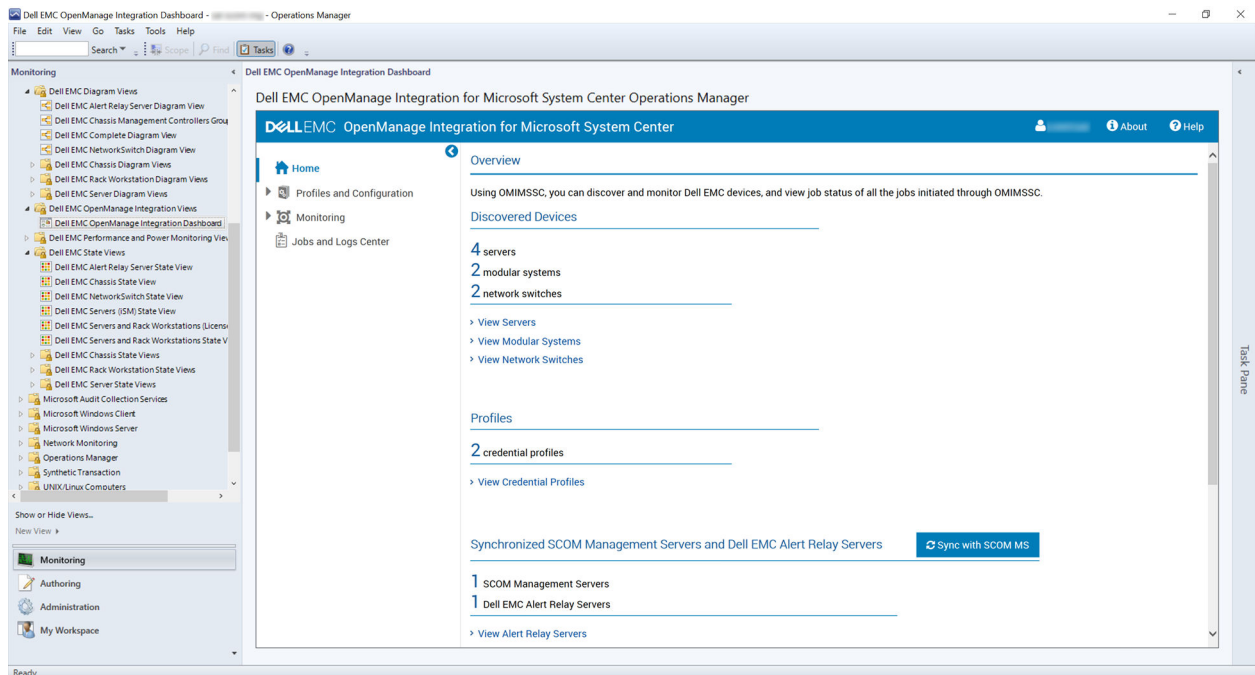 Dell EMC OpenManage Integration Dashboard - - Operations Manager
File Edit View Go Tasks Tools Help
Search Scope Find Tasks
Monitoring
Dell EMC OpenManage Integration Dashboard
Dell EMC Diagram Views
Dell EMC Alert Relay Server Diagram View
Dell EMC Chassis Management Controllers Grou
Dell EMC Complete Diagram View
Dell EMC NetworkSwitch Diagram View
Dell EMC Chassis Diagram Views
Dell EMC Rack Workstation Diagram Views
Dell EMC Server Diagram Views
Dell EMC OpenManage Integration Views
Dell EMC OpenManage Integration Dashboard
Dell EMC Performance and Power Monitoring Viev
Dell EMC State Views
Dell EMC Alert Relay Server State View
Dell EMC Chassis State View
Dell EMC NetworkSwitch State View
Dell EMC Servers (iSM) State View
Dell EMC Servers and Rack Workstations (License
Dell EMC Servers and Rack Workstations State V
Dell EMC Chassis State Views
Dell EMC Rack Workstation State Views
Dell EMC Server State Views
Microsoft Audit Collection Services
Microsoft Windows Client
Microsoft Windows Server
Network Monitoring
Operations Manager
Synthetic Transaction
UNIX/Linux Computers
Show or Hide Views...
New View
Monitoring
Authoring
Administration
My Workspace
Ready
Dell EMC OpenManage Integration for Microsoft System Center Operations Manager
DELLEMC OpenManage Integration for Microsoft System Center
About
Help
Home
Profiles and Configuration
Monitoring
Jobs and Logs Center
Overview
Using OMIMSSC, you can discover and monitor Dell EMC devices, and view job status of all the jobs initiated through OMIMSSC.
Discovered Devices
4 servers
2 modular systems
2 network switches
View Servers
View Modular Systems
View Network Switches
Profiles
2 credential profiles
View Credential Profiles
Synchronized SCOM Management Servers and Dell EMC Alert Relay Servers
Sync with SCOM MS
1 SCOM Management Servers
1 Dell EMC Alert Relay Servers
View Alert Relay Servers
Task Pane